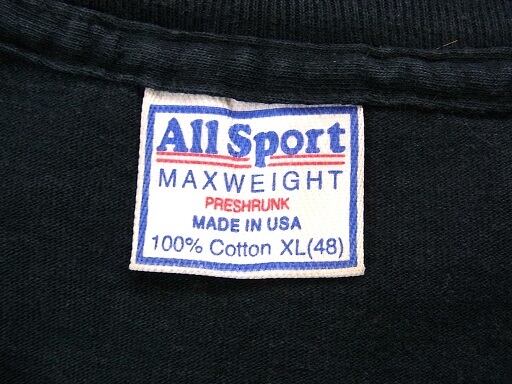 All Sport
MAXWEIGHT
PRESHRUNK
MADE IN USA
100% Cotton XL(48)